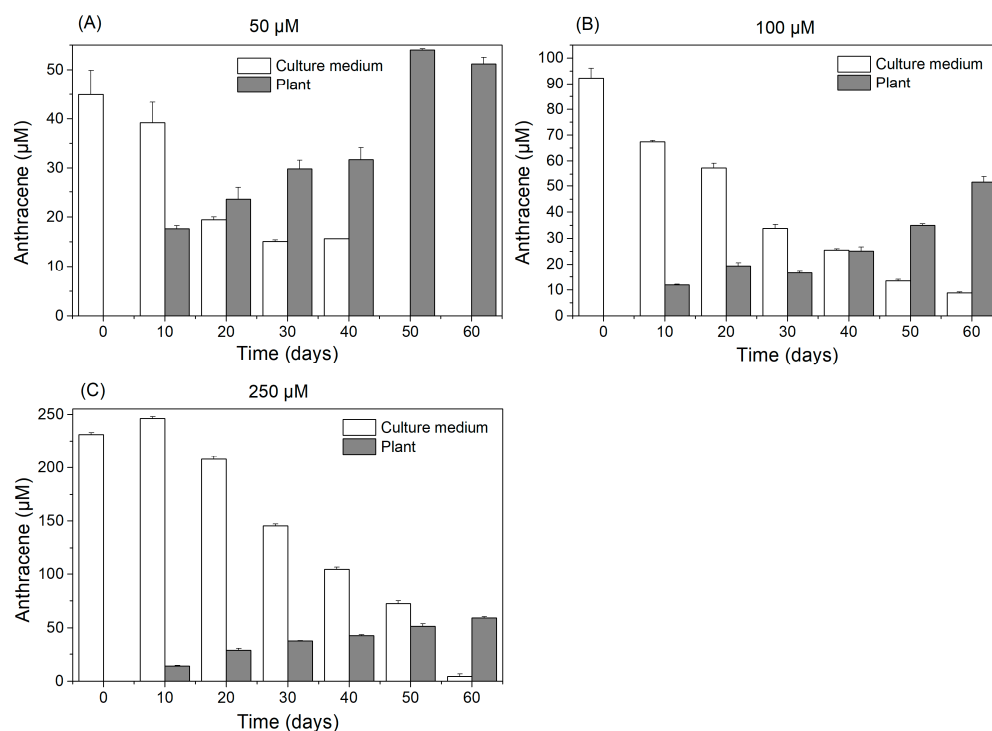 (A)
50 µM
Culture medium
Plant
Anthracene (µM)
50
40
30
20
10
0
0 10 20 30 40 50 60
Time (days)
(B)
100 µM
Culture medium
Plant
Anthracene (µM)
100
90
80
70
60
50
40
30
20
10
0
0 10 20 30 40 50 60
Time (days)
(C)
250 µM
Culture medium
Plant
Anthracene (µM)
250
200
150
100
50
0
0 10 20 30 40 50 60
Time (days)